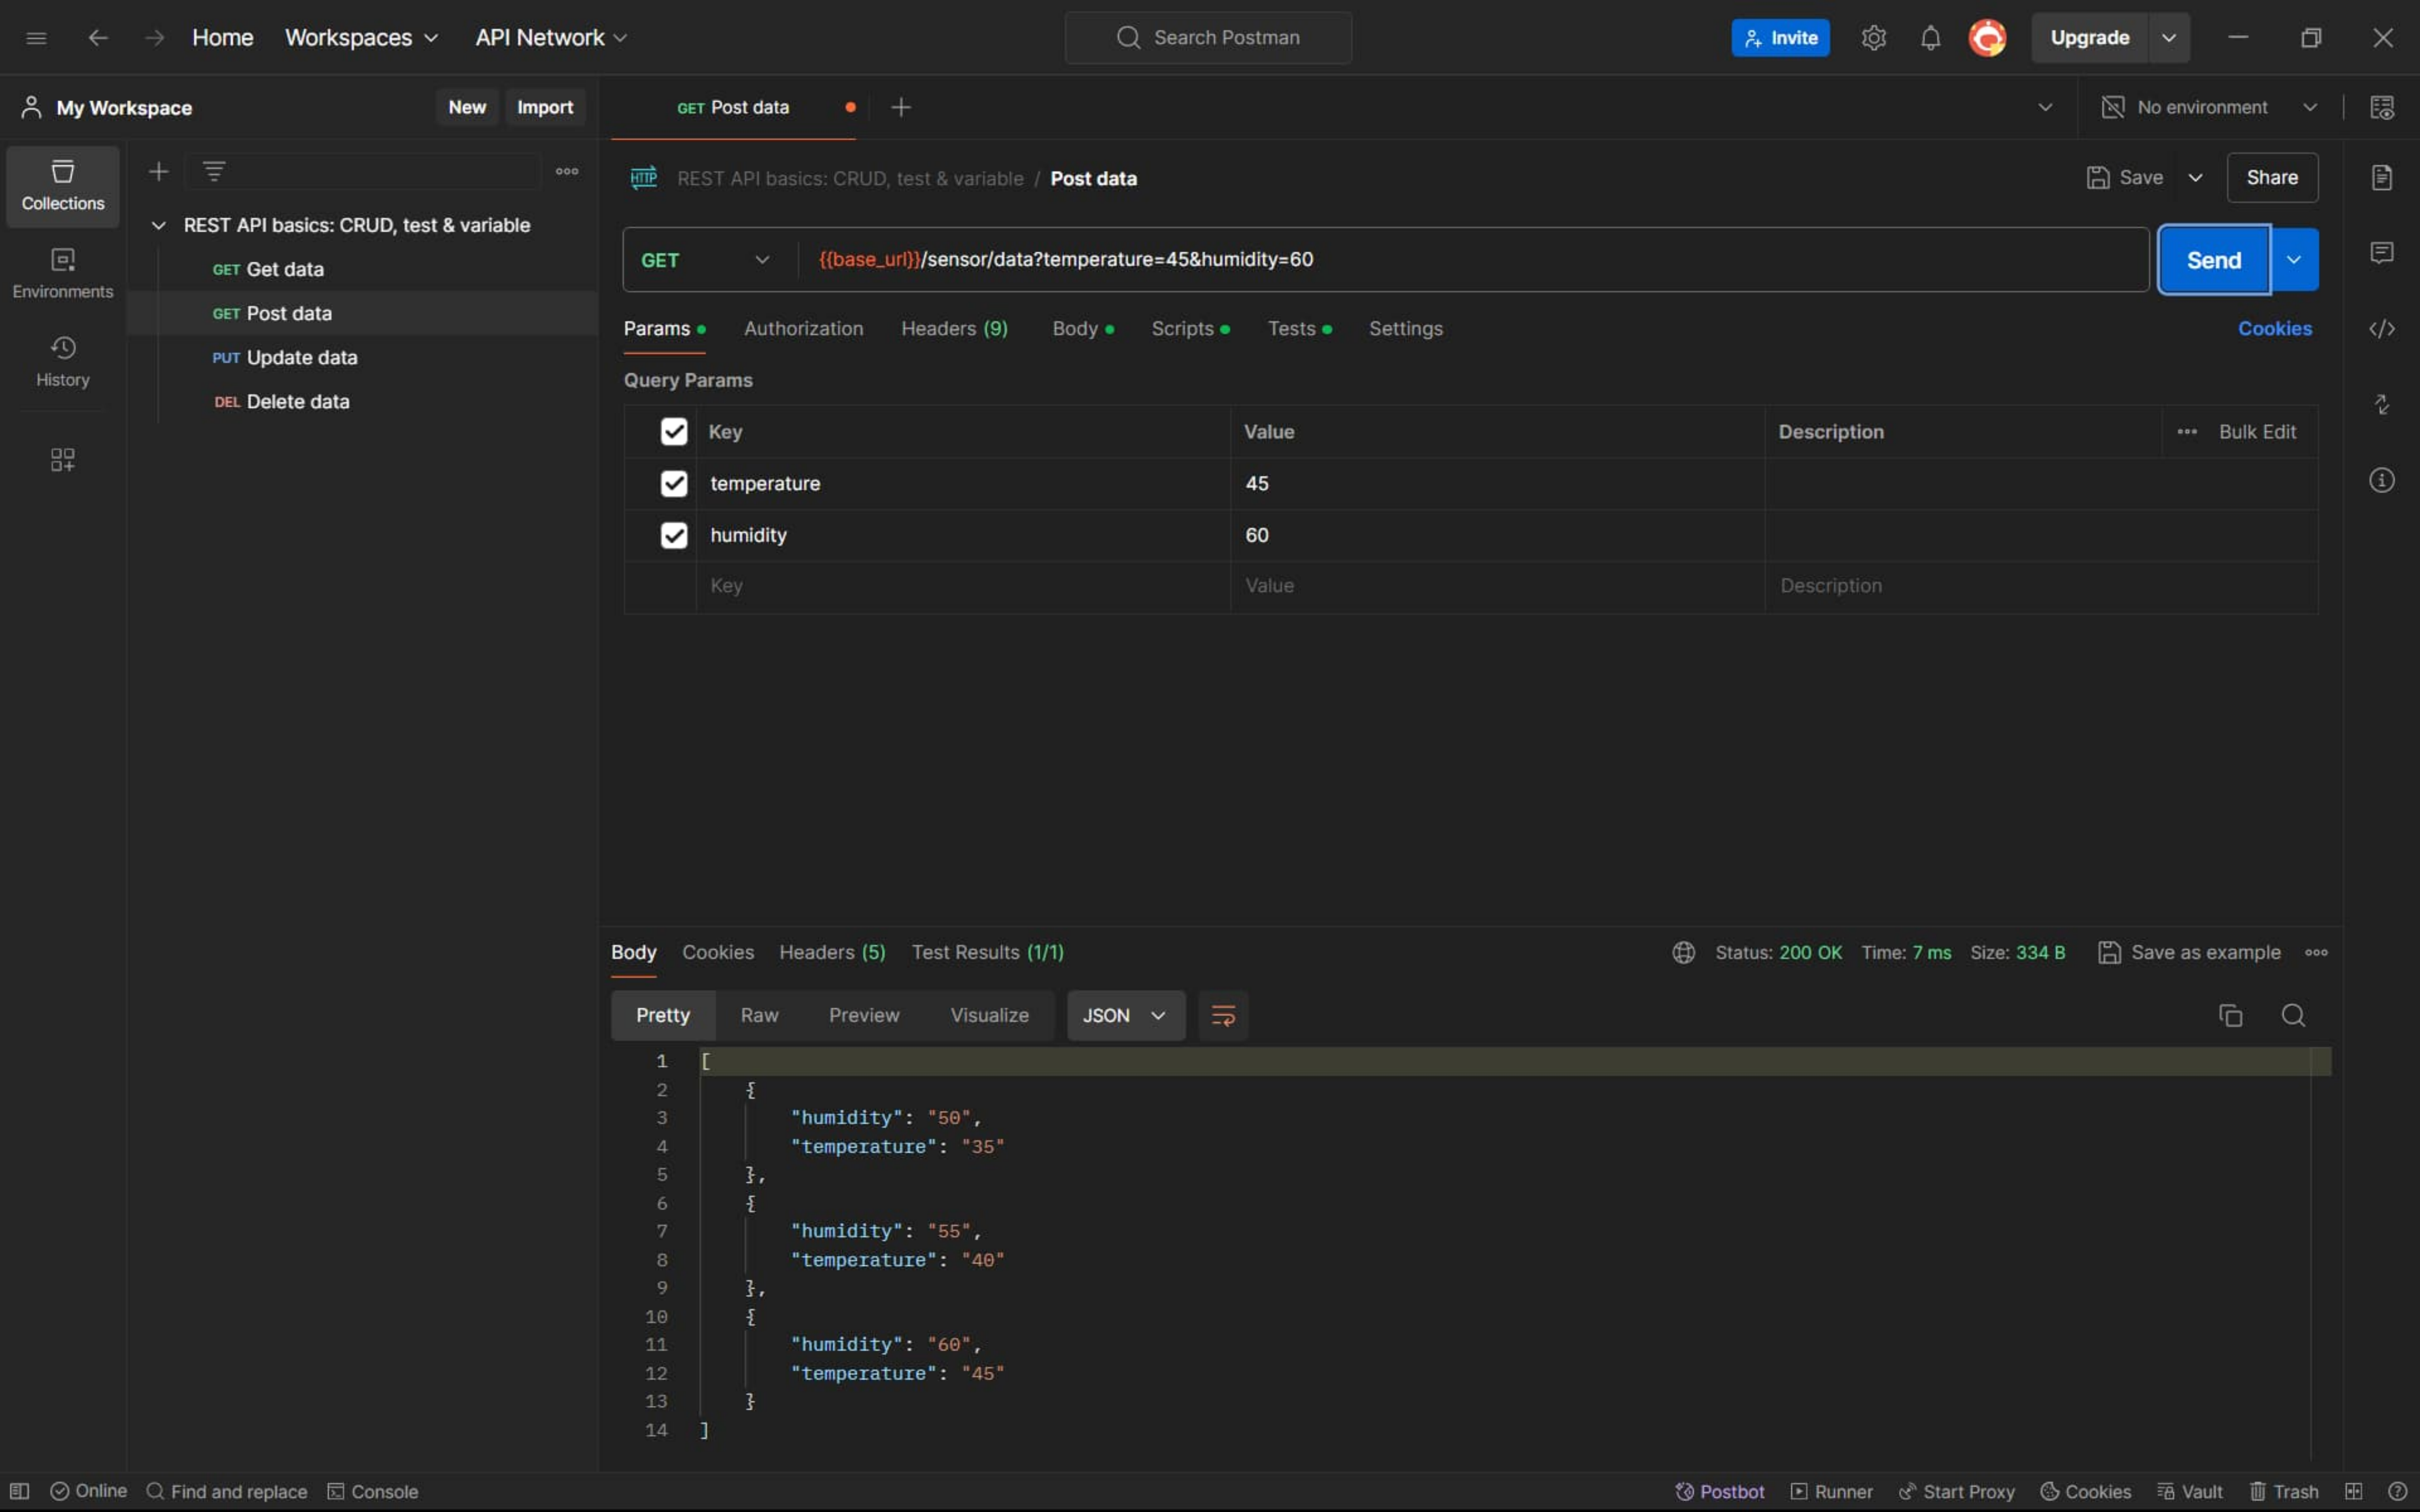 Home Workspaces API Network Search Postman Invite Upgrade
My Workspace New Import GET Post data No environment
Collections
Environments
History
REST API basics: CRUD, test & variable
GET Get data
GET Post data
PUT Update data
DEL Delete data
HTTP REST API basics: CRUD, test & variable / Post data Save Share
GET {{base_url}}/sensor/data?temperature=45&humidity=60 Send
Params Authorization Headers (9) Body Scripts Tests Settings Cookies
Query Params
Key Value Description Bulk Edit
temperature 45
humidity 60
Key Value Description
Body Cookies Headers (5) Test Results (1/1) Status: 200 OK Time: 7 ms Size: 334 B Save as example
Pretty Raw Preview Visualize JSON
1 [
2 {
3 "humidity": "50",
4 "temperature": "35"
5 },
6 {
7 "humidity": "55",
8 "temperature": "40"
9 },
10 {
11 "humidity": "60",
12 "temperature": "45"
13 }
14 ]
Online Find and replace Console Postbot Runner Start Proxy Cookies Vault Trash